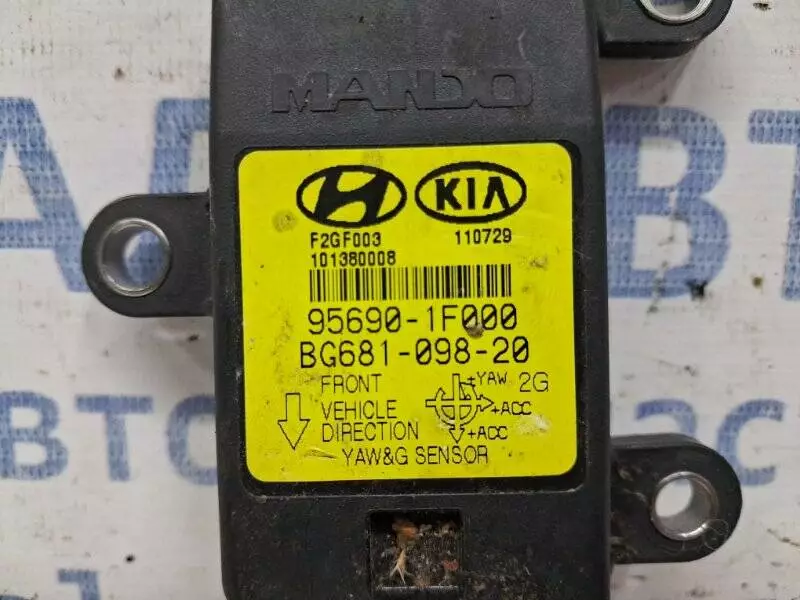 MANDO
KIA
F2GF003 110729
101380008
95690-1F000
BG681-098-20
FRONT +YAW 2G
VEHICLE +ACC
DIRECTION +ACC
YAW&G SENSOR